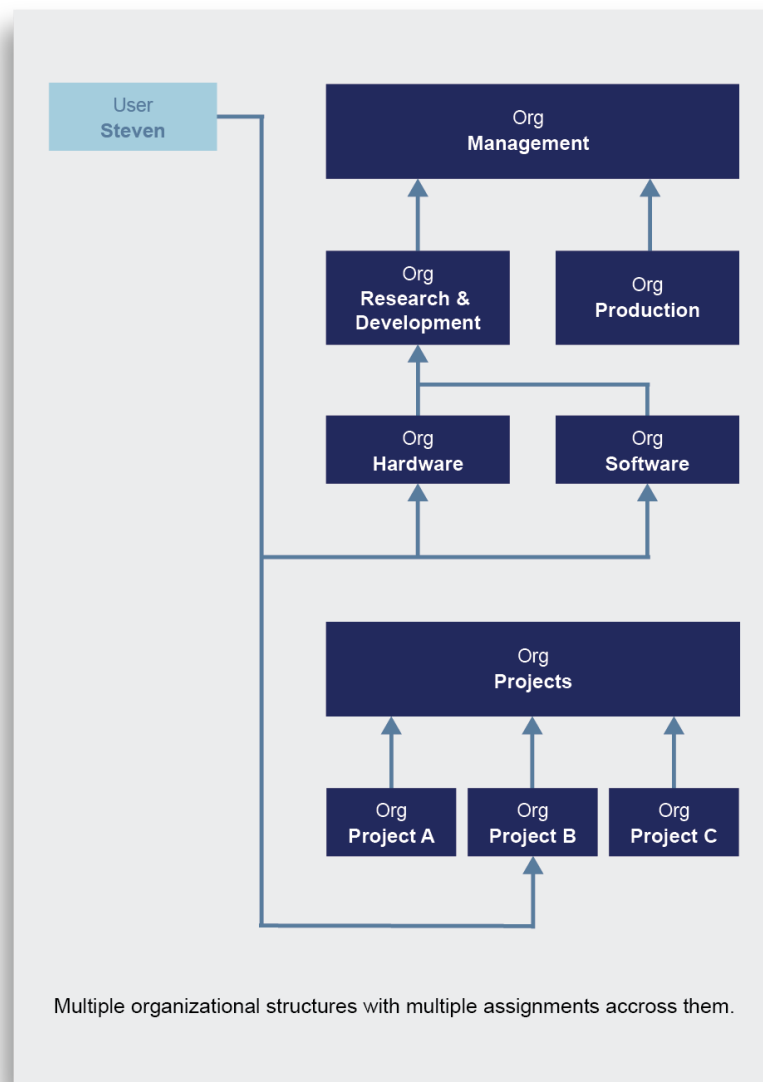 User
Steven
Org
Management
Org
Research &
Development
Org
Production
Org
Hardware
Org
Software
Org
Projects
Org
Project A
Org
Project B
Org
Project C
Multiple organizational structures with multiple assignments accross them.